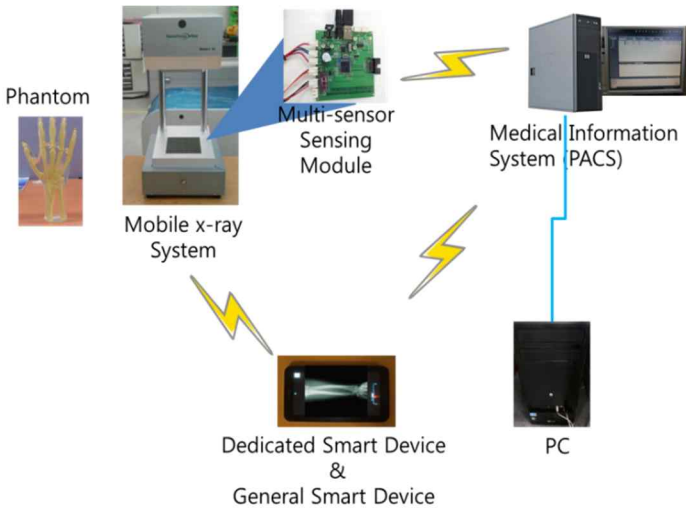 Phantom
Mobile x-ray
System
Multi-sensor
Sensing
Module
Medical Information
System (PACS)
Dedicated Smart Device
&
General Smart Device
PC